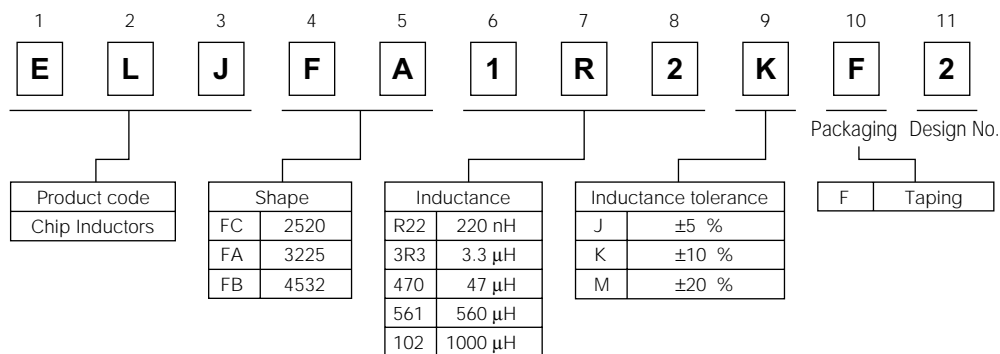 1 2 3 4 5 6 7 8 9 10 11
E L J F A 1 R 2 K F 2
Packaging Design No.
Product code
Chip Inductors
Shape
FC 2520
FA 3225
FB 4532
Inductance
R22 220 nH
3R3 3.3 μH
470 47 μH
561 560 μH
102 1000 μH
Inductance tolerance
J ±5 %
K ±10 %
M ±20 %
F Taping